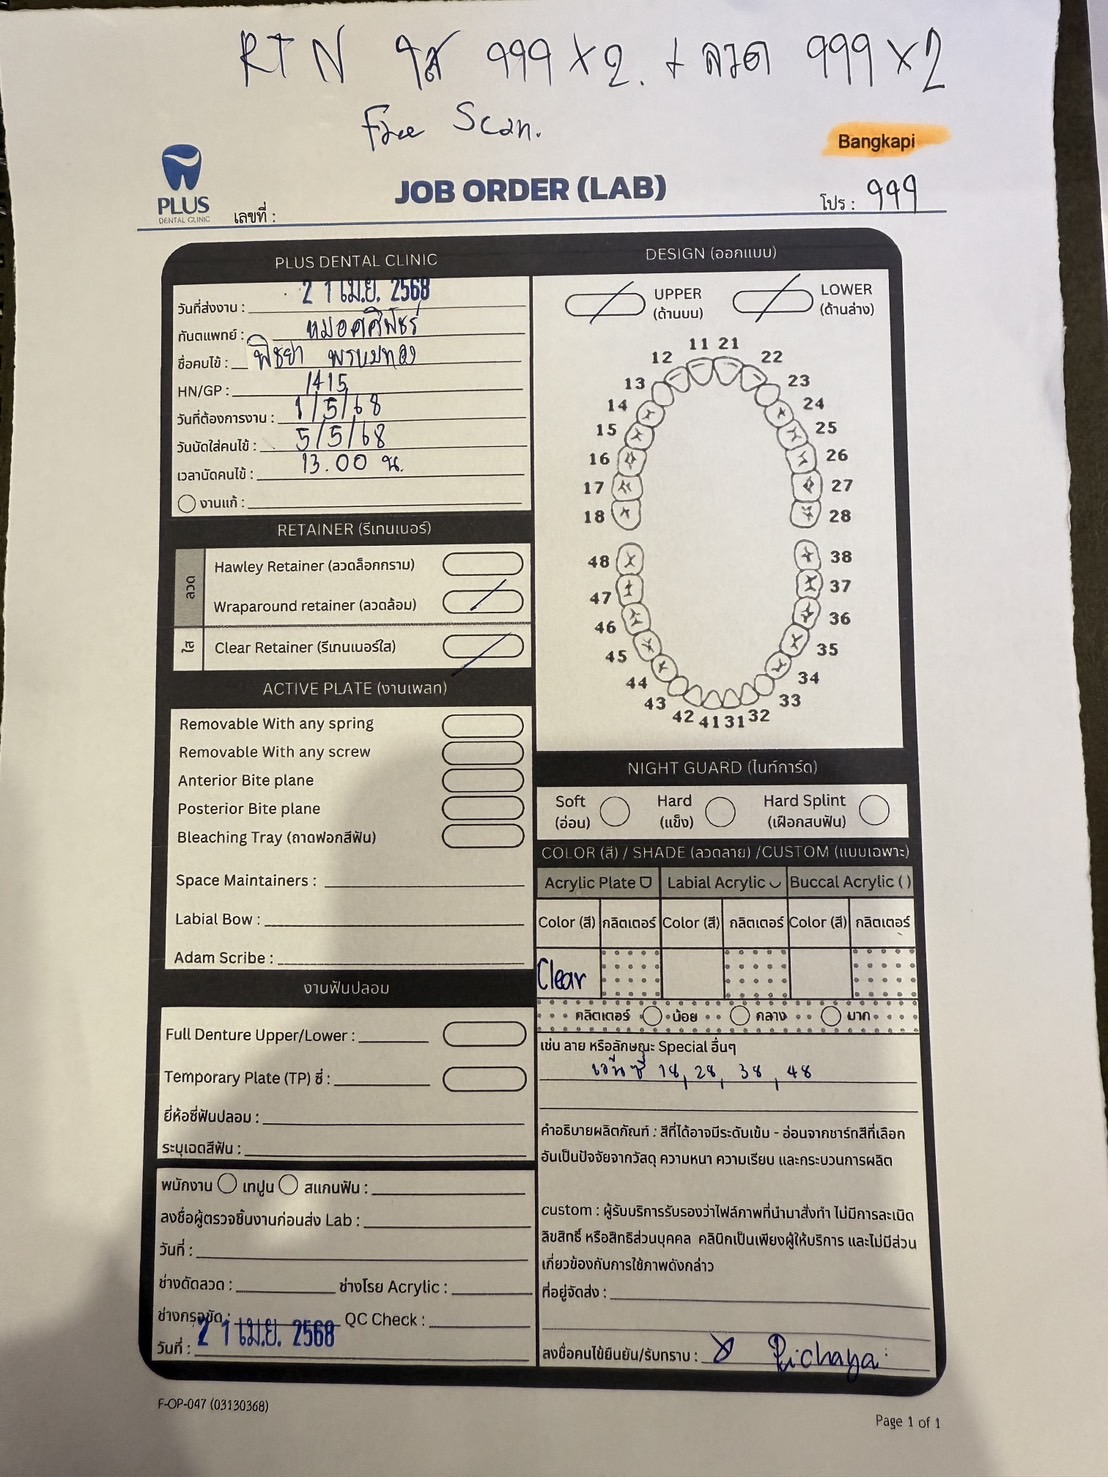 RTN ใส 999 x 2. + ลวด 999 x 2
Free Scan.
Bangkapi
PLUS
DENTAL CLINIC
เลขที่ :
JOB ORDER (LAB)
โปร : 999
PLUS DENTAL CLINIC
วันที่ส่งงาน : 21 เม.ย. 2568
ทันตแพทย์ : หมอศศิพัชร์
ชื่อคนไข้ : พิชยา
HN/GP : 1415
วันที่ต้องการงาน : 1/5/68
วันนัดใส่คนไข้ : 5/5/68
เวลานัดคนไข้ : 13.00 น.
งานแก้ :
RETAINER (รีเทนเนอร์)
ลวด
Hawley Retainer (ลวดล็อกกราม)
Wraparound retainer (ลวดล้อม)
ใส
Clear Retainer (รีเทนเนอร์ใส)
ACTIVE PLATE (งานเพลท)
Removable With any spring
Removable With any screw
Anterior Bite plane
Posterior Bite plane
Bleaching Tray (ถาดฟอกสีฟัน)
Space Maintainers :
Labial Bow :
Adam Scribe :
งานฟันปลอม
Full Denture Upper/Lower :
Temporary Plate (TP) ซี่ :
ยี่ห้อซี่ฟันปลอม :
ระบุเฉดสีฟัน :
พนักงาน เทปูน สแกนฟัน :
ลงชื่อผู้ตรวจชิ้นงานก่อนส่ง Lab :
วันที่ :
ช่างดัดลวด : ช่างโรย Acrylic :
ช่างกรอขัด : QC Check :
วันที่ : 21 เม.ย. 2568
DESIGN (ออกแบบ)
UPPER
(ด้านบน)
LOWER
(ด้านล่าง)
11 21
12 22
13 23
14 24
15 25
16 26
17 27
18 28
48 38
47 37
46 36
45 35
44 34
43 33
42 41 31 32
NIGHT GUARD (ไนท์การ์ด)
Soft
(อ่อน)
Hard
(แข็ง)
Hard Splint
(เฝือกสบฟัน)
COLOR (สี) / SHADE (ลวดลาย) /CUSTOM (แบบเฉพาะ)
Acrylic Plate Labial Acrylic Buccal Acrylic ( )
Color (สี) กลิตเตอร์ Color (สี) กลิตเตอร์ Color (สี) กลิตเตอร์
Clear
กลิตเตอร์ น้อย กลาง มาก
เช่น ลาย หรือลักษณะ Special อื่นๆ
เว้นซี่ 18, 28, 38, 48
คำอธิบายผลิตภัณฑ์ : สีที่ได้อาจมีระดับเข้ม - อ่อนจากชาร์ทสีที่เลือก
อันเป็นปัจจัยจากวัสดุ ความหนา ความเรียบ และกระบวนการผลิต
custom : ผู้รับบริการรับรองว่าไฟล์ภาพที่นำมาสั่งทำ ไม่มีการละเมิด
ลิขสิทธิ์ หรือสิทธิส่วนบุคคล คลินิกเป็นเพียงผู้ให้บริการ และไม่มีส่วน
เกี่ยวข้องกับการใช้ภาพดังกล่าว
ที่อยู่จัดส่ง :
ลงชื่อคนไข้ยืนยัน/รับทราบ : x Pichaya
F-OP-047 (03130368)
Page 1 of 1